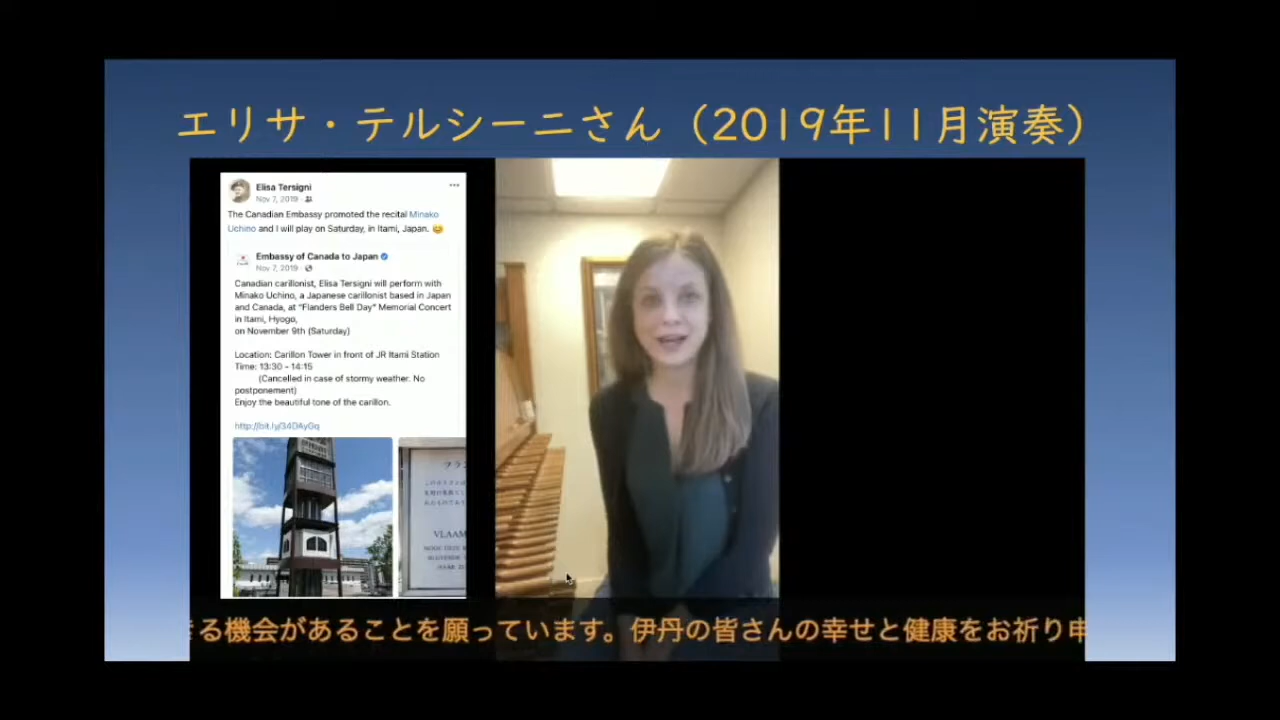 エリサ・テルシーニさん（2019年11月演奏）
Elisa Tersigni
Nov 7, 2019
The Canadian Embassy promoted the recital Minako
Uchino and I will play on Saturday, in Itami, Japan. 😊
Embassy of Canada to Japan
Nov 7, 2019
Canadian carillonist, Elisa Tersigni will perform with
Minako Uchino, a Japanese carillonist based in Japan
and Canada, at "Flanders Bell Day" Memorial Concert
in Itami, Hyogo,
on November 9th (Saturday)
Location: Carillon Tower in front of JR Itami Station
Time: 13:30 - 14:15
(Cancelled in case of stormy weather. No
postponement)
Enjoy the beautiful tone of the carillon.
フラン
VLAAM
る機会があることを願っています。伊丹の皆さんの幸せと健康をお祈り申